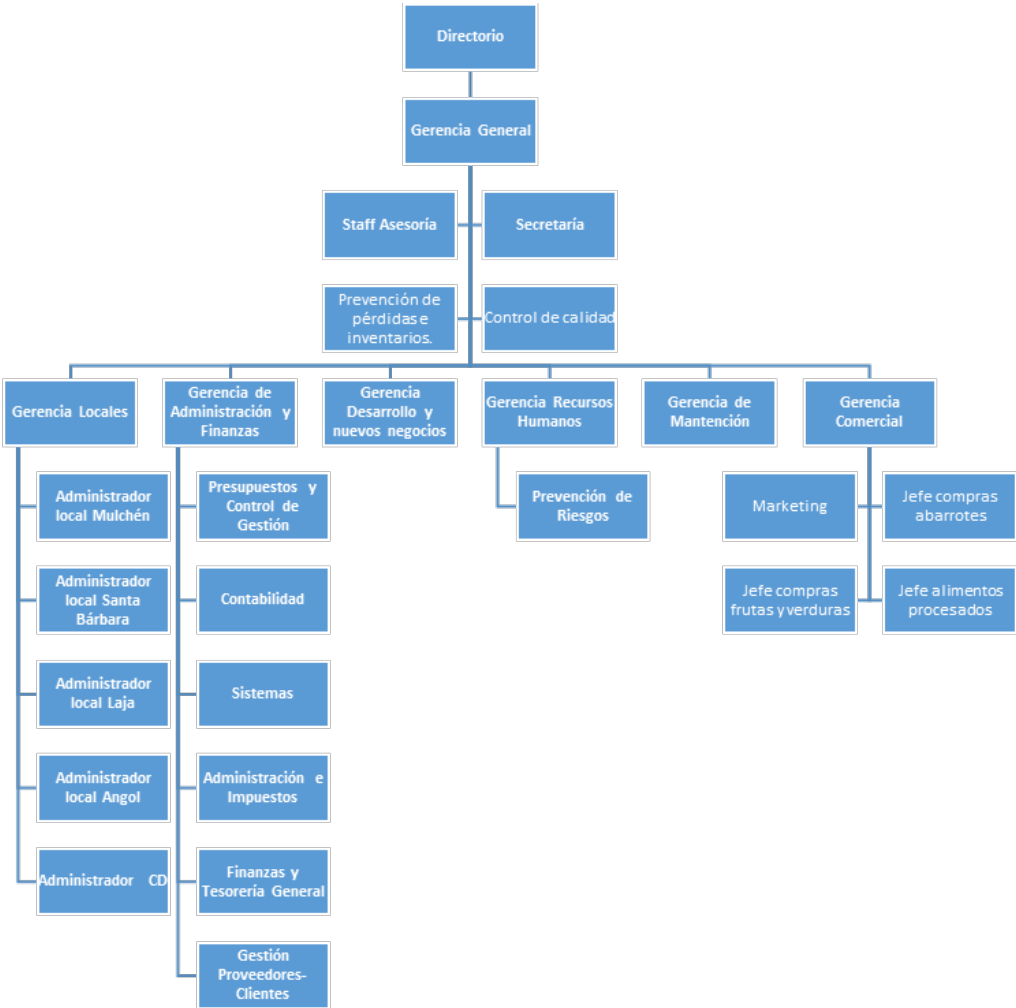 Directorio
Gerencia General
Staff Asesoría
Secretaría
Prevención de
pérdidas e
inventarios.
Control de calidad
Gerencia Locales
Gerencia de
Administración y
Finanzas
Gerencia
Desarrollo y
nuevos negocios
Gerencia Recursos
Humanos
Gerencia de
Mantención
Gerencia
Comercial
Administrador
local Mulchén
Administrador
local Santa
Bárbara
Administrador
local Laja
Administrador
local Angol
Administrador CD
Presupuestos y
Control de
Gestión
Contabilidad
Sistemas
Administración e
Impuestos
Finanzas y
Tesorería General
Gestión
Proveedores-
Clientes
Prevención de
Riesgos
Marketing
Jefe compras
abarrotes
Jefe compras
frutas y verduras
Jefe alimentos
procesados